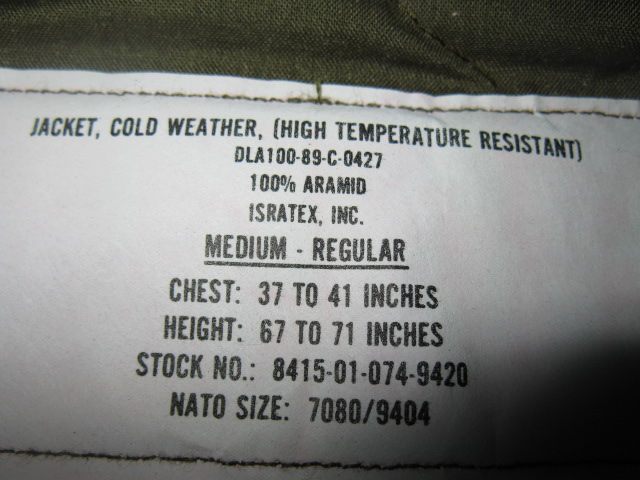 JACKET, COLD WEATHER, (HIGH TEMPERATURE RESISTANT)
DLA100-89-C-0427
100% ARAMID
ISRATEX, INC.
MEDIUM - REGULAR
CHEST: 37 TO 41 INCHES
HEIGHT: 67 TO 71 INCHES
STOCK NO.: 8415-01-074-9420
NATO SIZE: 7080/9404